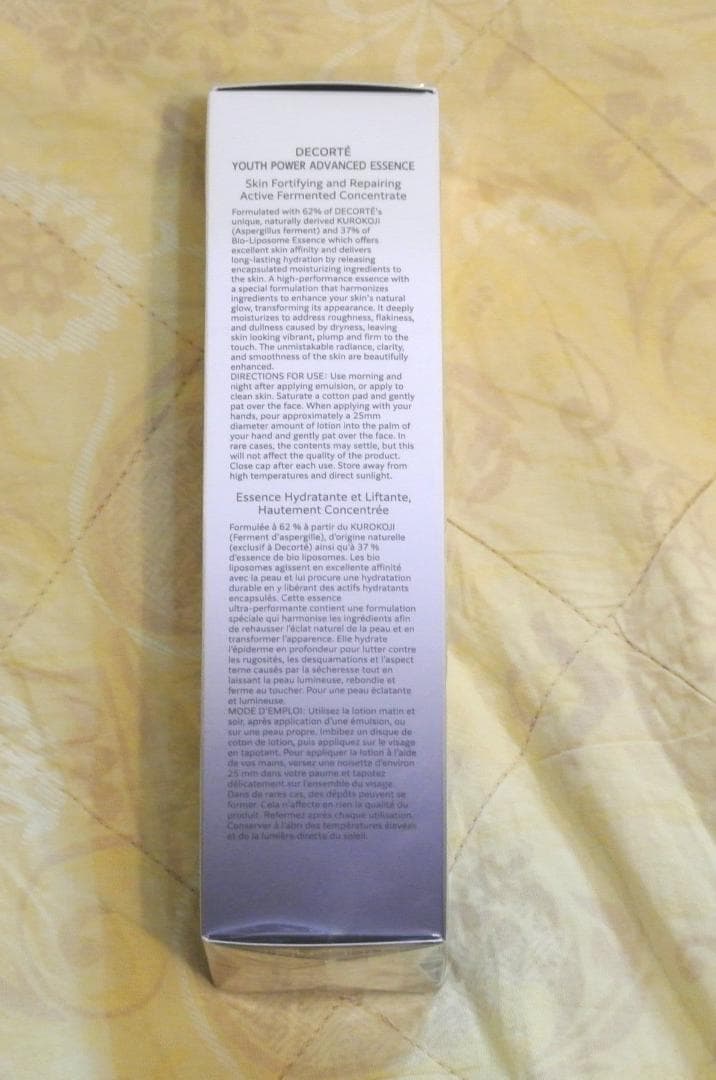 DECORTÉ
YOUTH POWER ADVANCED ESSENCE
Skin Fortifying and Repairing
Active Fermented Concentrate
Formulated with 62% of DECORTÉ's
unique, naturally derived KUROKOJI
(Aspergillus ferment) and 37% of
Bio-Liposome Essence which offers
excellent skin affinity and delivers
long-lasting hydration by releasing
encapsulated moisturizing ingredients to
the skin. A high-performance essence with
a special formulation that harmonizes
ingredients to enhance your skin's natural
glow, transforming its appearance. It deeply
moisturizes to address roughness, flakiness,
and dullness caused by dryness, leaving
skin looking vibrant, plump and firm to the
touch. The unmistakable radiance, clarity,
and smoothness of the skin are beautifully
enhanced.
DIRECTIONS FOR USE: Use morning and
night after applying emulsion, or apply to
clean skin. Saturate a cotton pad and gently
pat over the face. When applying with your
hands, pour approximately a 25mm
diameter amount of lotion into the palm of
your hand and gently pat over the face. In
rare cases, the contents may settle, but this
will not affect the quality of the product.
Close cap after each use. Store away from
high temperatures and direct sunlight.
Essence Hydratante et Liftante,
Hautement Concentrée
Formulée à 62 % à partir du KUROKOJI
(Ferment d'aspergille), d'origine naturelle
(exclusif à Decorté) ainsi qu'à 37 %
d'essence de bio liposomes. Les bio
liposomes agissent en excellente affinité
avec la peau et lui procure une hydratation
durable en y libérant des actifs hydratants
encapsulés. Cette essence
ultra-performante contient une formulation
spéciale qui harmonise les ingrédients afin
de rehausser l'éclat naturel de la peau et en
transformer l'apparence. Elle hydrate
l'épiderme en profondeur pour lutter contre
les rugosités, les desquamations et l'aspect
terne causés par la sécheresse tout en
laissant la peau lumineuse, rebondie et
ferme au toucher. Pour une peau éclatante
et lumineuse.
MODE D'EMPLOI: Utilisez la lotion matin et
soir, après application d'une émulsion, ou
sur une peau propre. Imbibez un disque de
coton de lotion, puis appliquez sur le visage
en tapotant. Pour appliquer la lotion à l'aide
de vos mains, versez une noisette d'environ
25 mm dans votre paume et tapotez
délicatement sur l'ensemble du visage.
Dans de rares cas, des dépôts peuvent se
former. Cela n'affecte en rien la qualité du
produit. Refermez après chaque utilisation.
Conserver à l'abri des températures élevées
et de la lumière directe du soleil.